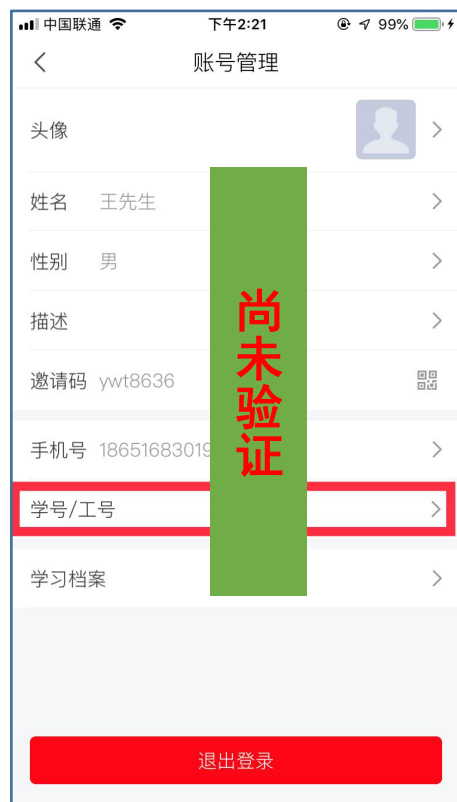 中国联通 下午2:21 99%
账号管理
头像
姓名 王先生
性别 男
描述
邀请码 ywt8636
手机号 18651683019
学号/工号
学习档案
退出登录
尚未验证